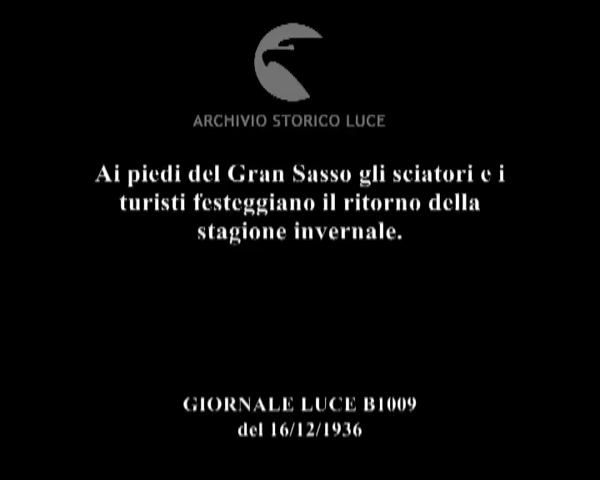 ARCHIVIO STORICO LUCE
Ai piedi del Gran Sasso gli sciatori e i
turisti festeggiano il ritorno della
stagione invernale.
GIORNALE LUCE B1009
del 16/12/1936